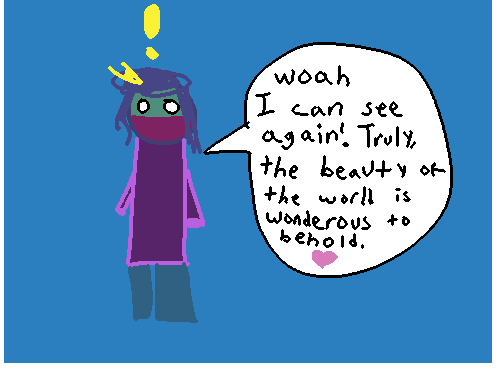 !
woah
I can see
again! Truly,
the beauty of
the world is
wonderous to
behold.